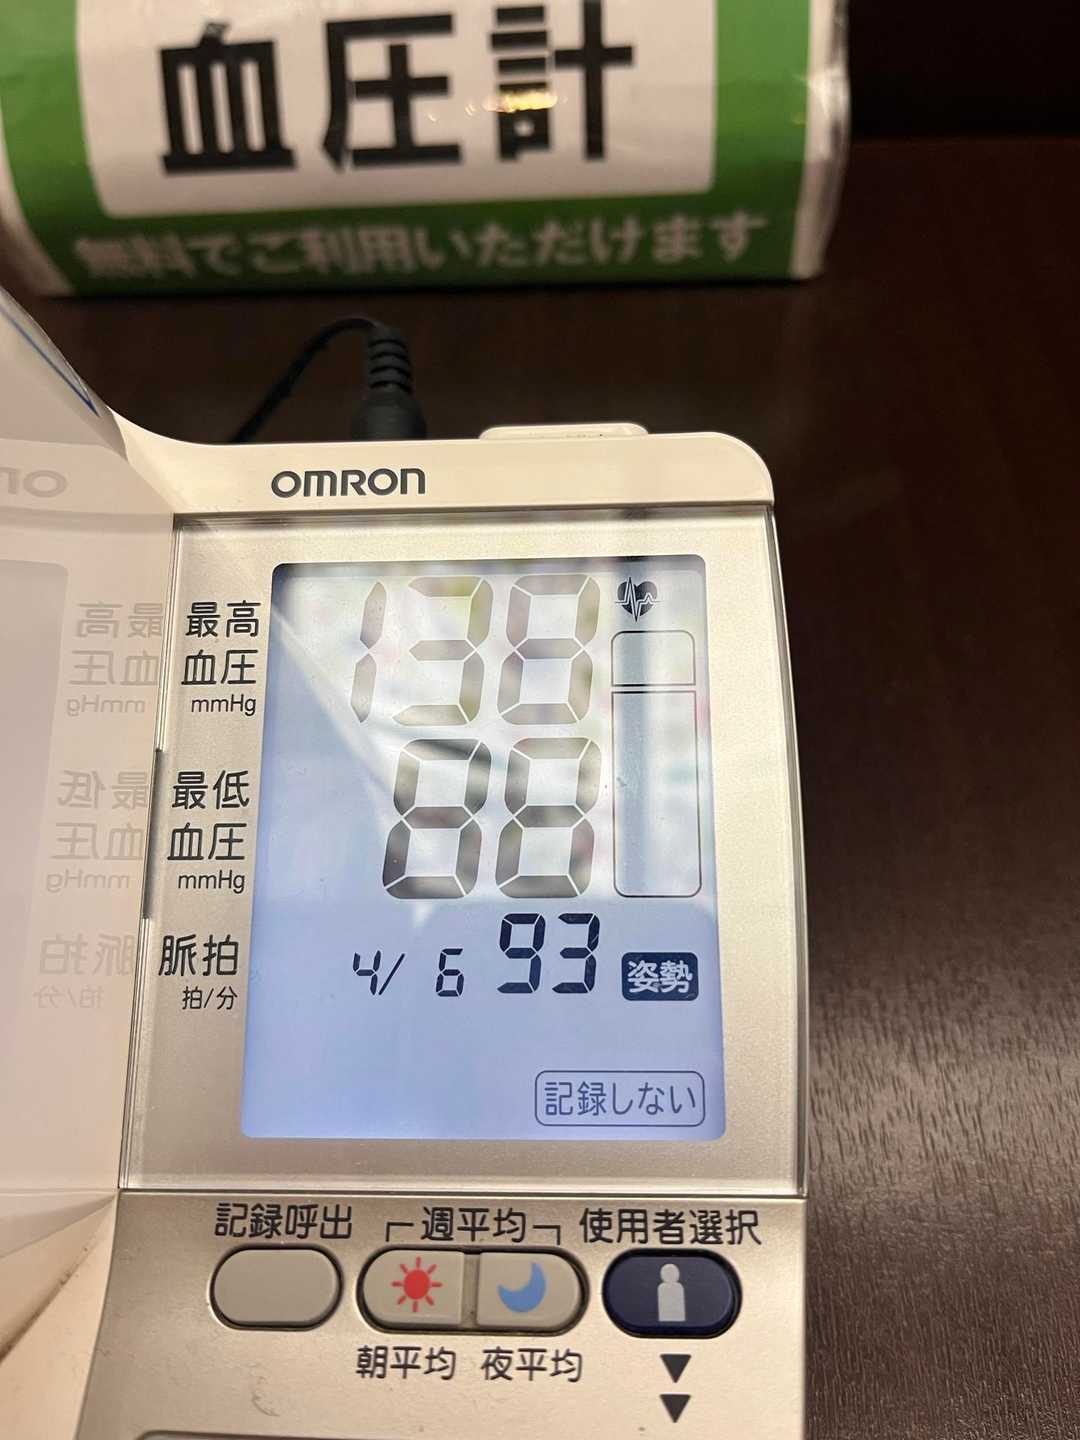 血圧計
無料でご利用いただけます
OMRON
最高
血圧
mmHg
138
最低
血圧
mmHg
88
脈拍
拍/分
4/ 6 93
姿勢
記録しない
記録呼出
週平均
使用者選択
朝平均
夜平均